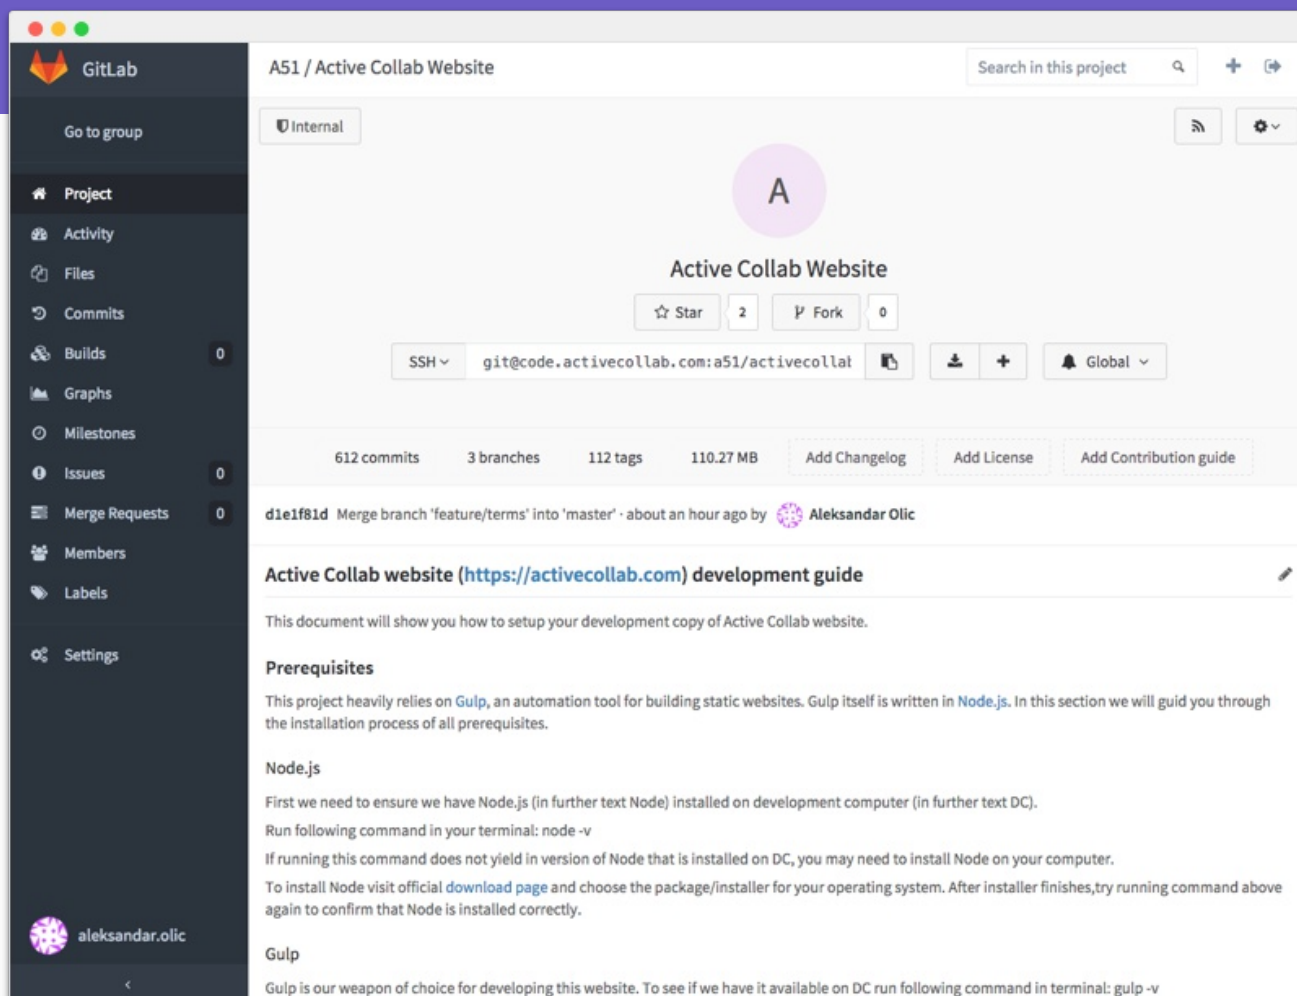 GitLab
A51 / Active Collab Website
Search in this project
Go to group
Project
Activity
Files
Commits
Builds 0
Graphs
Milestones
Issues 0
Merge Requests 0
Members
Labels
Settings
aleksandar.olic
Internal
A
Active Collab Website
Star 2 Fork 0
SSH git@code.activecollab.com:a51/activecollab Global
612 commits 3 branches 112 tags 110.27 MB Add Changelog Add License Add Contribution guide
d1e1f81d Merge branch 'feature/terms' into 'master' · about an hour ago by Aleksandar Olic
Active Collab website (https://activecollab.com) development guide
This document will show you how to setup your development copy of Active Collab website.
Prerequisites
This project heavily relies on Gulp, an automation tool for building static websites. Gulp itself is written in Node.js. In this section we will guid you through
the installation process of all prerequisites.
Node.js
First we need to ensure we have Node.js (in further text Node) installed on development computer (in further text DC).
Run following command in your terminal: node -v
If running this command does not yield in version of Node that is installed on DC, you may need to install Node on your computer.
To install Node visit official download page and choose the package/installer for your operating system. After installer finishes,try running command above
again to confirm that Node is installed correctly.
Gulp
Gulp is our weapon of choice for developing this website. To see if we have it available on DC run following command in terminal: gulp -v